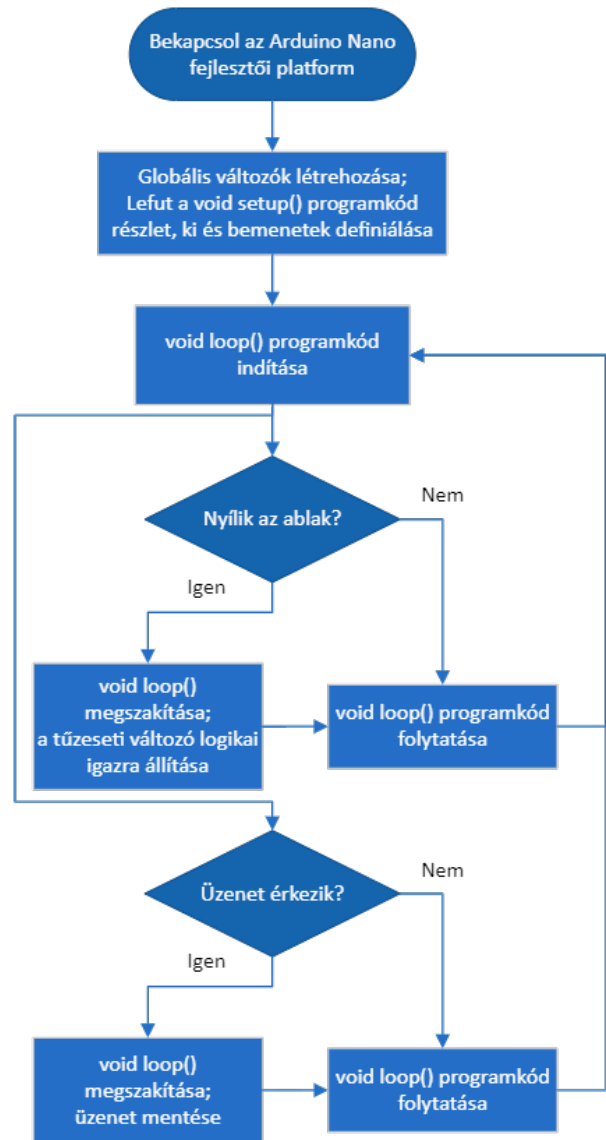 Bekapcsol az Arduino Nano
fejlesztői platform
Globális változók létrehozása;
Lefut a void setup() programkód
részlet, ki és bemenetek definiálása
void loop() programkód
indítása
Nyílik az ablak?
Nem
Igen
void loop()
megszakítása;
a tűzeseti változó logikai
igazra állítása
void loop() programkód
folytatása
Üzenet érkezik?
Nem
Igen
void loop()
megszakítása;
üzenet mentése
void loop() programkód
folytatása